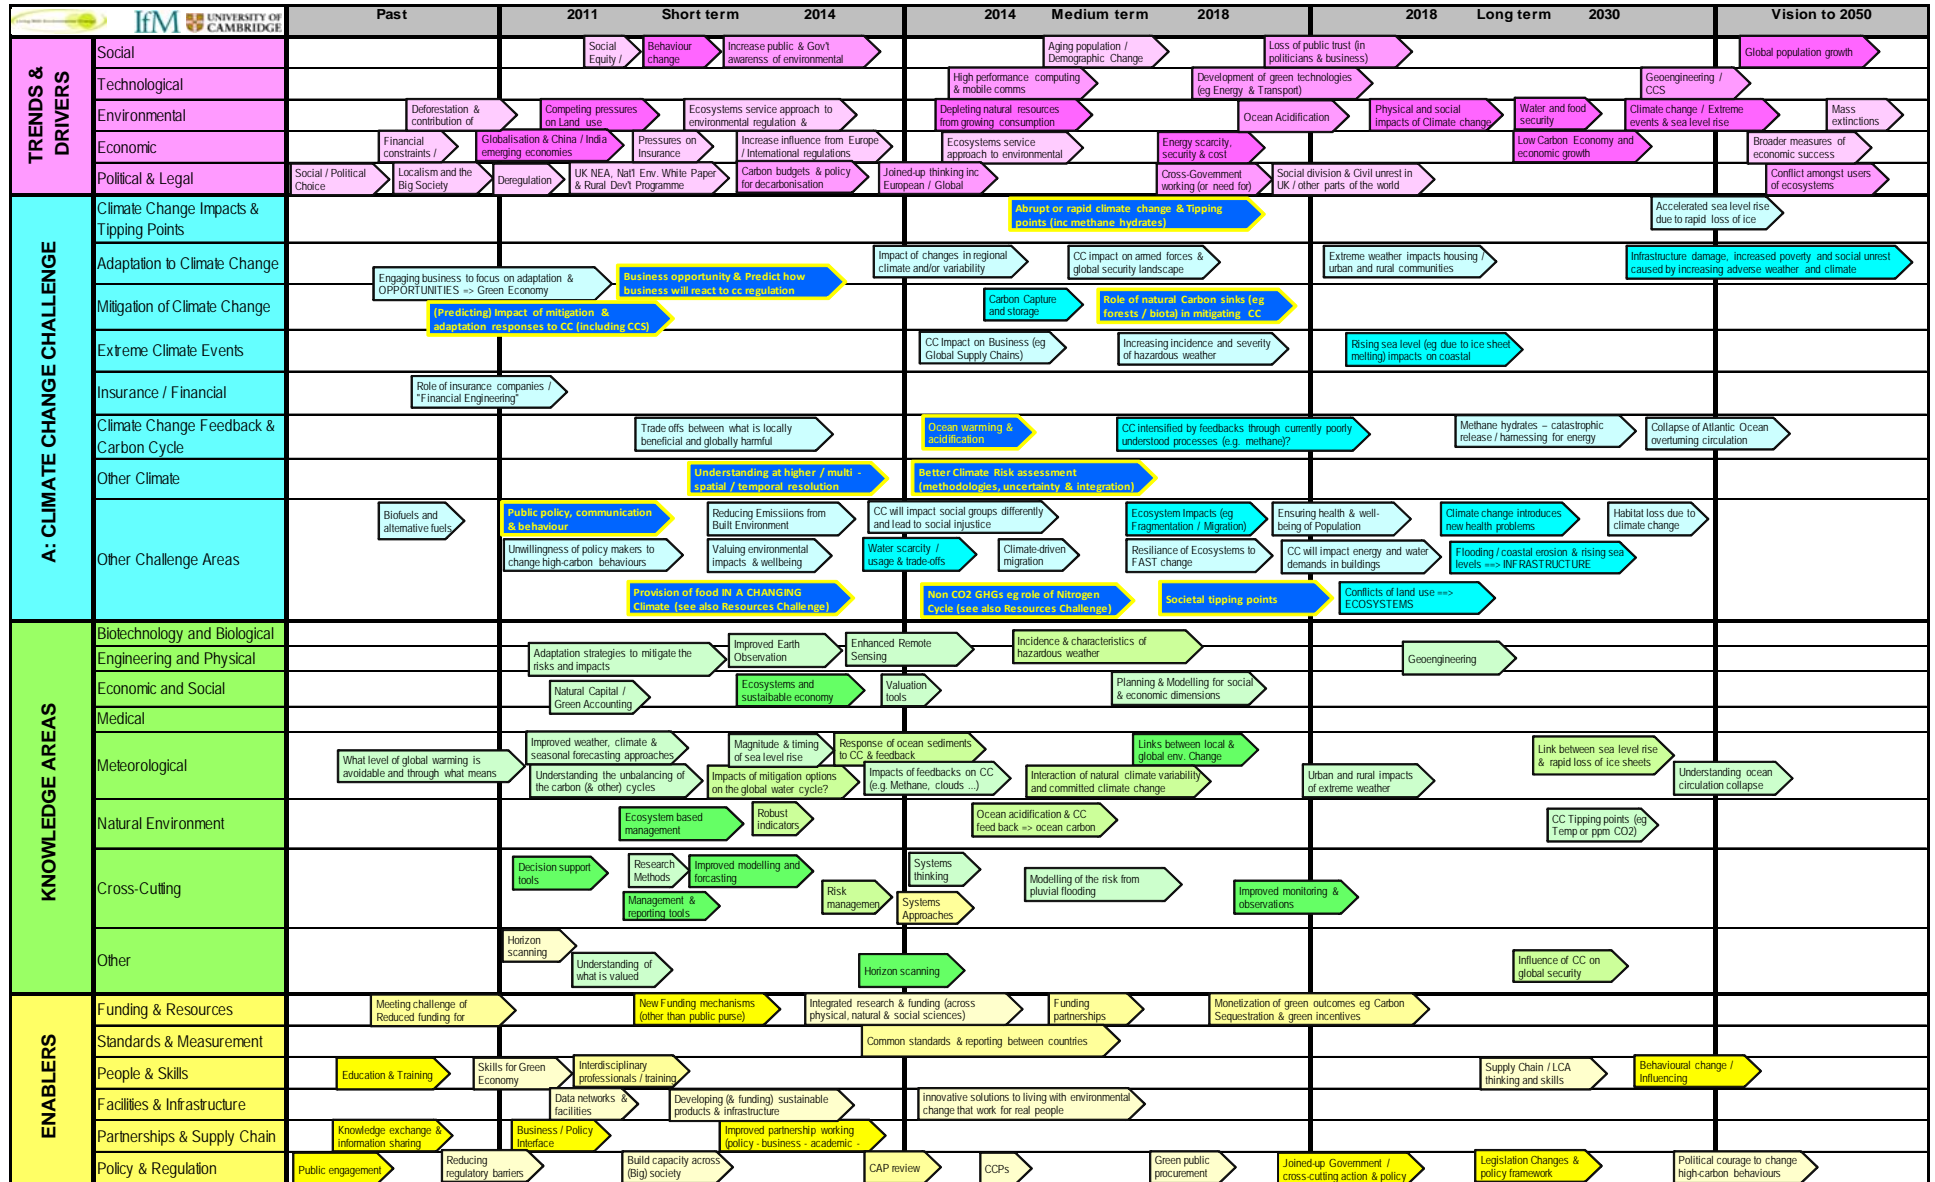 IfM
UNIVERSITY OF
CAMBRIDGE
Past
2011 Short term 2014
2014 Medium term 2018
2018 Long term 2030
Vision to 2050
TRENDS &
DRIVERS
Social
Social
Equity /
Behaviour
change
Increase public & Gov't
awarenss of environmental
Aging population /
Demographic Change
Loss of public trust (in
politicians & business)
Global population growth
Technological
High performance computing
& mobile comms
Development of green technologies
(eg Energy & Transport)
Geoengineering /
CCS
Environmental
Deforestation &
contribution of
Competing pressures
on Land use
Ecosystems service approach to
environmental regulation &
Depleting natural resources
from growing consumption
Ocean Acidification
Physical and social
impacts of Climate change
Water and food
security
Climate change / Extreme
events & sea level rise
Mass
extinctions
Economic
Financial
constraints /
Globalisation & China / India
emerging economies
Pressures on
Insurance
Increase influence from Europe
/ International regulations
Ecosystems service
approach to environmental
Energy scarcity,
security & cost
Low Carbon Economy and
economic growth
Broader measures of
economic success
Political & Legal
Social / Political
Choice
Localism and the
Big Society
Deregulation
UK NEA, Nat'l Env. White Paper
& Rural Dev't Programme
Carbon budgets & policy
for decarbonisation
Joined-up thinking inc
European / Global
Cross-Government
working (or need for)
Social division & Civil unrest in
UK / other parts of the world
Conflict amongst users
of ecosystems
A: CLIMATE CHANGE CHALLENGE
Climate Change Impacts &
Tipping Points
Abrupt or rapid climate change & Tipping
points (inc methane hydrates)
Accelerated sea level rise
due to rapid loss of ice
Adaptation to Climate Change
Engaging business to focus on adaptation &
OPPORTUNITIES => Green Economy
Business opportunity & Predict how
business will react to cc regulation
Impact of changes in regional
climate and/or variability
CC impact on armed forces &
global security landscape
Extreme weather impacts housing /
urban and rural communities
Infrastructure damage, increased poverty and social unrest
caused by increasing adverse weather and climate
Mitigation of Climate Change
(Predicting) Impact of mitigation &
adaptation responses to CC (including CCS)
Carbon Capture
and storage
Role of natural Carbon sinks (eg
forests / biota) in mitigating CC
Extreme Climate Events
CC Impact on Business (eg
Global Supply Chains)
Increasing incidence and severity
of hazardous weather
Rising sea level (eg due to ice sheet
melting) impacts on coastal
Insurance / Financial
Role of insurance companies /
"Financial Engineering"
Climate Change Feedback &
Carbon Cycle
Trade offs between what is locally
beneficial and globally harmful
Ocean warming &
acidification
CC intensified by feedbacks through currently poorly
understood processes (e.g. methane)?
Methane hydrates – catastrophic
release / harnessing for energy
Collapse of Atlantic Ocean
overturning circulation
Other Climate
Understanding at higher / multi -
spatial / temporal resolution
Better Climate Risk assessment
(methodologies, uncertainty & integration)
Other Challenge Areas
Biofuels and
alternative fuels
Public policy, communication
& behaviour
Reducing Emissiions from
Built Environment
CC will impact social groups differently
and lead to social injustice
Ecosystem Impacts (eg
Fragmentation / Migration)
Ensuring health & well-
being of Population
Climate change introduces
new health problems
Habitat loss due to
climate change
Unwillingness of policy makers to
change high-carbon behaviours
Valuing environmental
impacts & wellbeing
Water scarcity /
usage & trade-offs
Climate-driven
migration
Resiliance of Ecosystems to
FAST change
CC will impact energy and water
demands in buildings
Flooding / coastal erosion & rising sea
levels ==> INFRASTRUCTURE
Provision of food IN A CHANGING
Climate (see also Resources Challenge)
Non CO2 GHGs eg role of Nitrogen
Cycle (see also Resources Challenge)
Societal tipping points
Conflicts of land use ==>
ECOSYSTEMS
KNOWLEDGE AREAS
Biotechnology and Biological
Engineering and Physical
Adaptation strategies to mitigate the
risks and impacts
Improved Earth
Observation
Enhanced Remote
Sensing
Incidence & characteristics of
hazardous weather
Geoengineering
Economic and Social
Natural Capital /
Green Accounting
Ecosystems and
sustaibable economy
Valuation
tools
Planning & Modelling for social
& economic dimensions
Medical
Meteorological
What level of global warming is
avoidable and through what means
Improved weather, climate &
seasonal forecasting approaches
Magnitude & timing
of sea level rise
Response of ocean sediments
to CC & feedback
Links between local &
global env. Change
Link between sea level rise
& rapid loss of ice sheets
Understanding the unbalancing of
the carbon (& other) cycles
Impacts of mitigation options
on the global water cycle?
Impacts of feedbacks on CC
(e.g. Methane, clouds ...)
Interaction of natural climate variability
and committed climate change
Urban and rural impacts
of extreme weather
Understanding ocean
circulation collapse
Natural Environment
Ecosystem based
management
Robust
indicators
Ocean acidification & CC
feed back => ocean carbon
CC Tipping points (eg
Temp or ppm CO2)
Cross-Cutting
Decision support
tools
Research
Methods
Improved modelling and
forcasting
Systems
thinking
Modelling of the risk from
pluvial flooding
Improved monitoring &
observations
Management &
reporting tools
Risk
managemen
Systems
Approaches
Other
Horizon
scanning
Understanding of
what is valued
Horizon scanning
Influence of CC on
global security
ENABLERS
Funding & Resources
Meeting challenge of
Reduced funding for
New Funding mechanisms
(other than public purse)
Integrated research & funding (across
physical, natural & social sciences)
Funding
partnerships
Monetization of green outcomes eg Carbon
Sequestration & green incentives
Standards & Measurement
Common standards & reporting between countries
People & Skills
Education & Training
Skills for Green
Economy
Interdisciplinary
professionals / training
Supply Chain / LCA
thinking and skills
Behavioural change /
Influencing
Facilities & Infrastructure
Data networks &
facilities
Developing (& funding) sustainable
products & infrastructure
innovative solutions to living with environmental
change that work for real people
Partnerships & Supply Chain
Knowledge exchange &
information sharing
Business / Policy
Interface
Improved partnership working
(policy - business - academic -
Policy & Regulation
Public engagement
Reducing
regulatory barriers
Build capacity across
(Big) society
CAP review
CCPs
Green public
procurement
Joined-up Government /
cross-cutting action & policy
Legislation Changes &
policy framework
Political courage to change
high-carbon behaviours